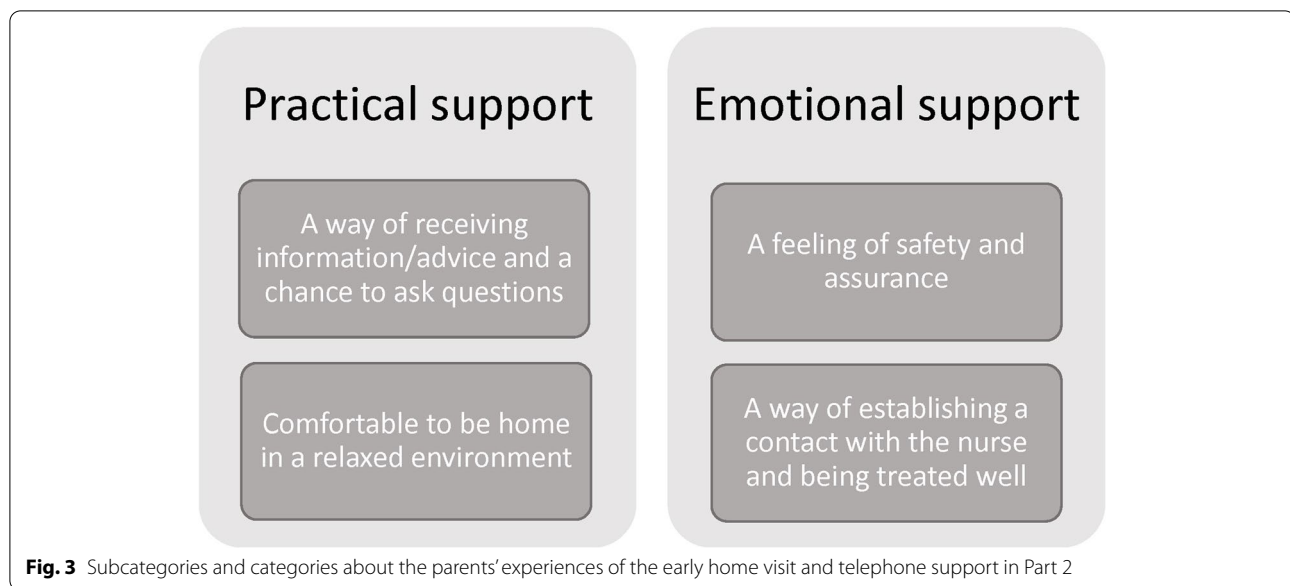 Practical support
A way of receiving
information/advice and a
chance to ask questions
Comfortable to be home
in a relaxed environment
Emotional support
A feeling of safety and
assurance
A way of establishing a
contact with the nurse
and being treated well
Fig. 3 Subcategories and categories about the parents’ experiences of the early home visit and telephone support in Part 2